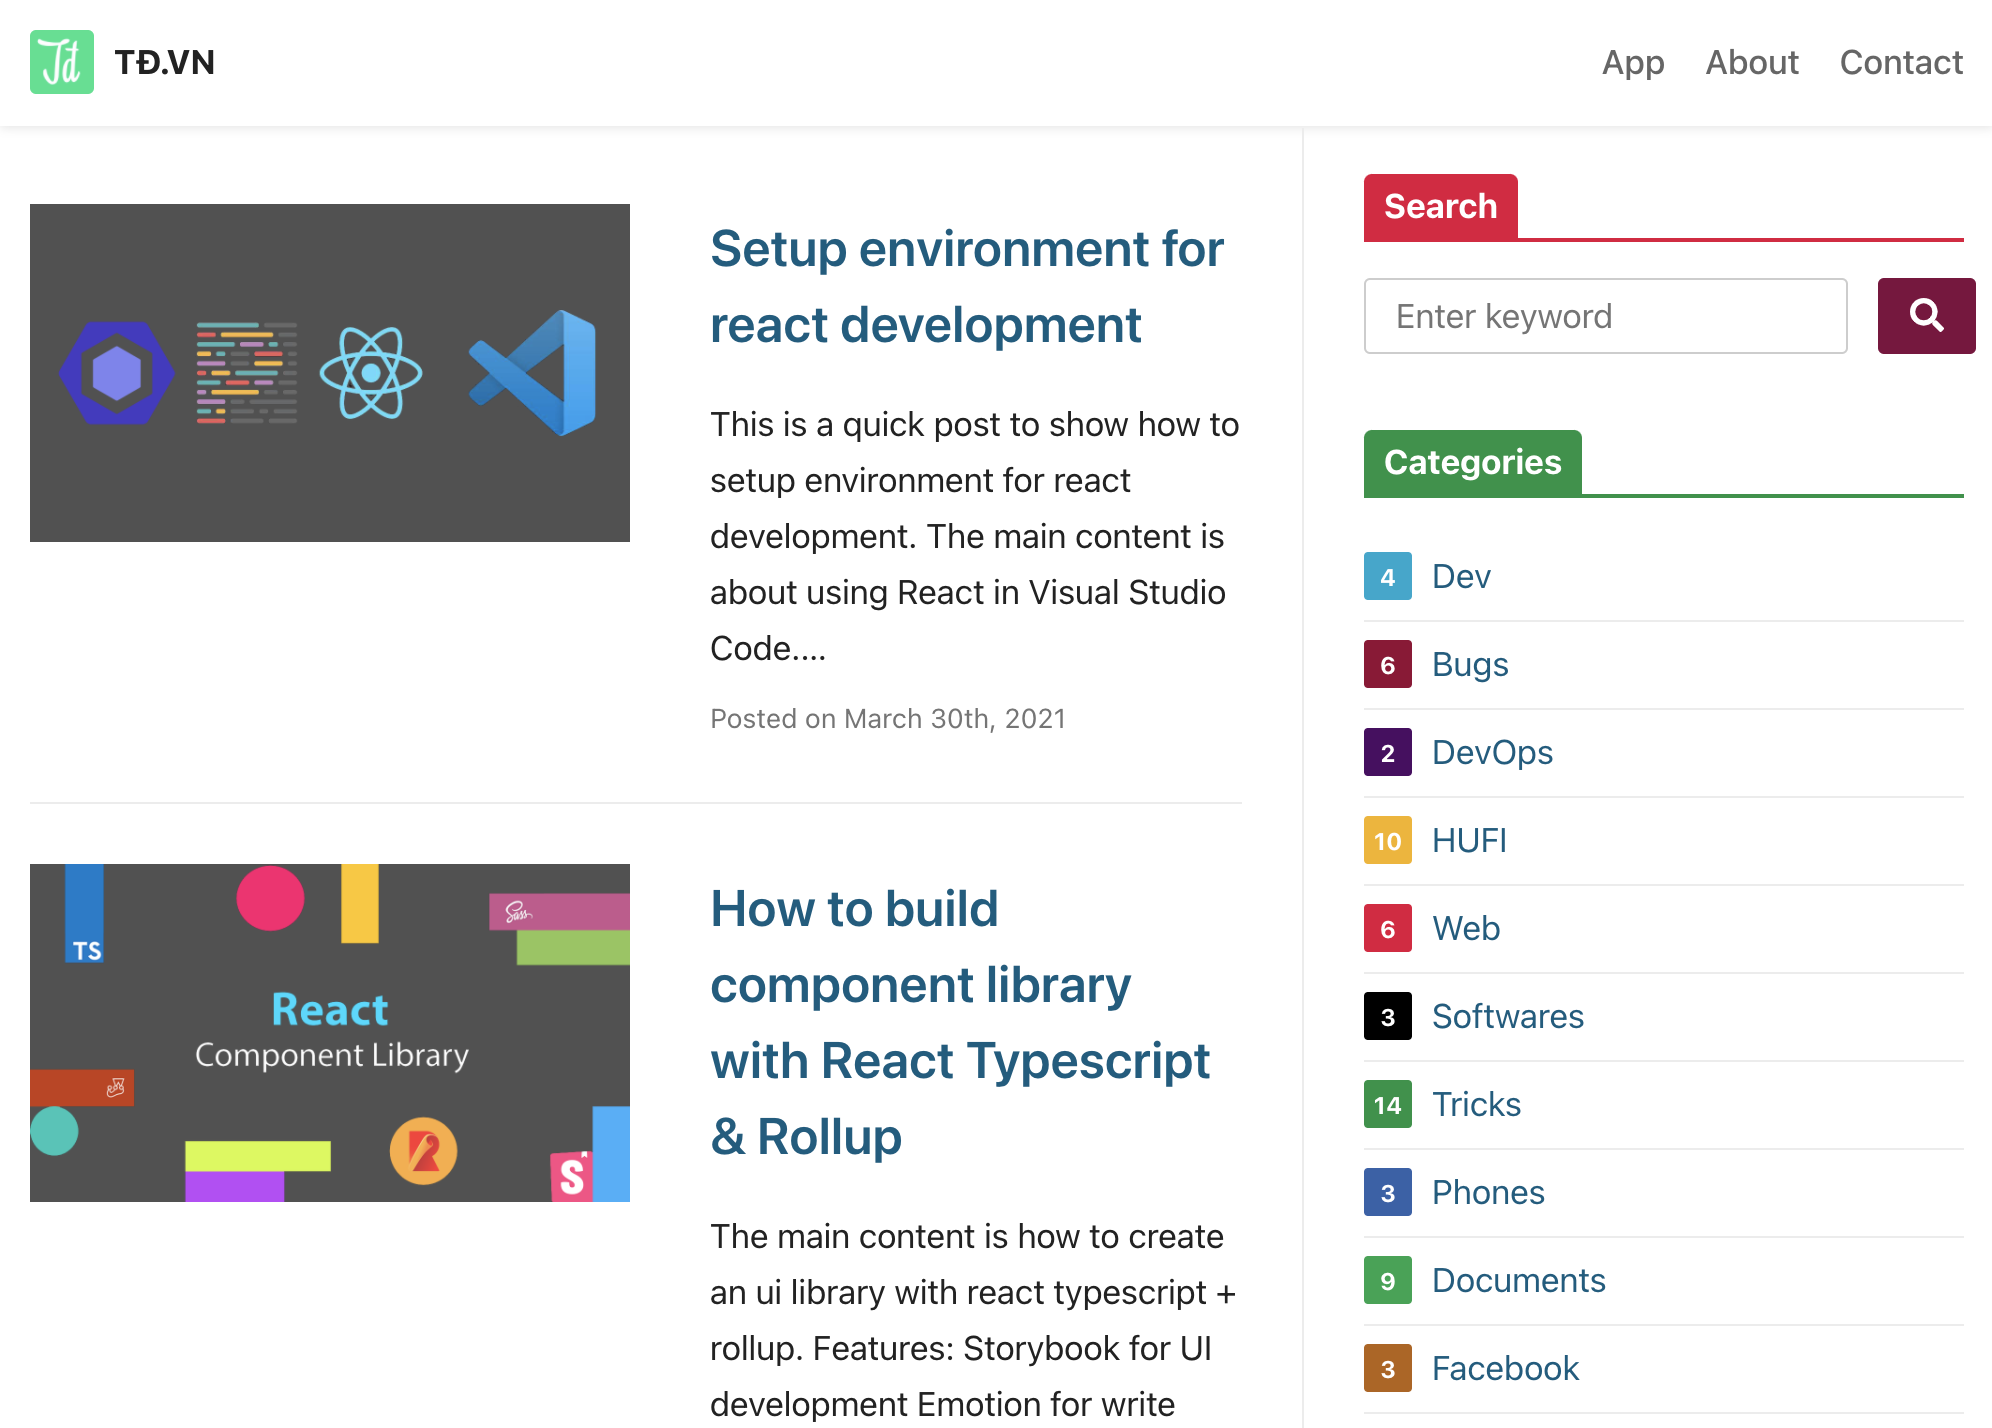 Td
TĐ.VN
App
About
Contact
Setup environment for
react development
This is a quick post to show how to
setup environment for react
development. The main content is
about using React in Visual Studio
Code....
Posted on March 30th, 2021
TS
Sass
React
Component Library
S
How to build
component library
with React Typescript
& Rollup
The main content is how to create
an ui library with react typescript +
rollup. Features: Storybook for UI
development Emotion for write
Search
Enter keyword
Categories
4 Dev
6 Bugs
2 DevOps
10 HUFI
6 Web
3 Softwares
14 Tricks
3 Phones
9 Documents
3 Facebook